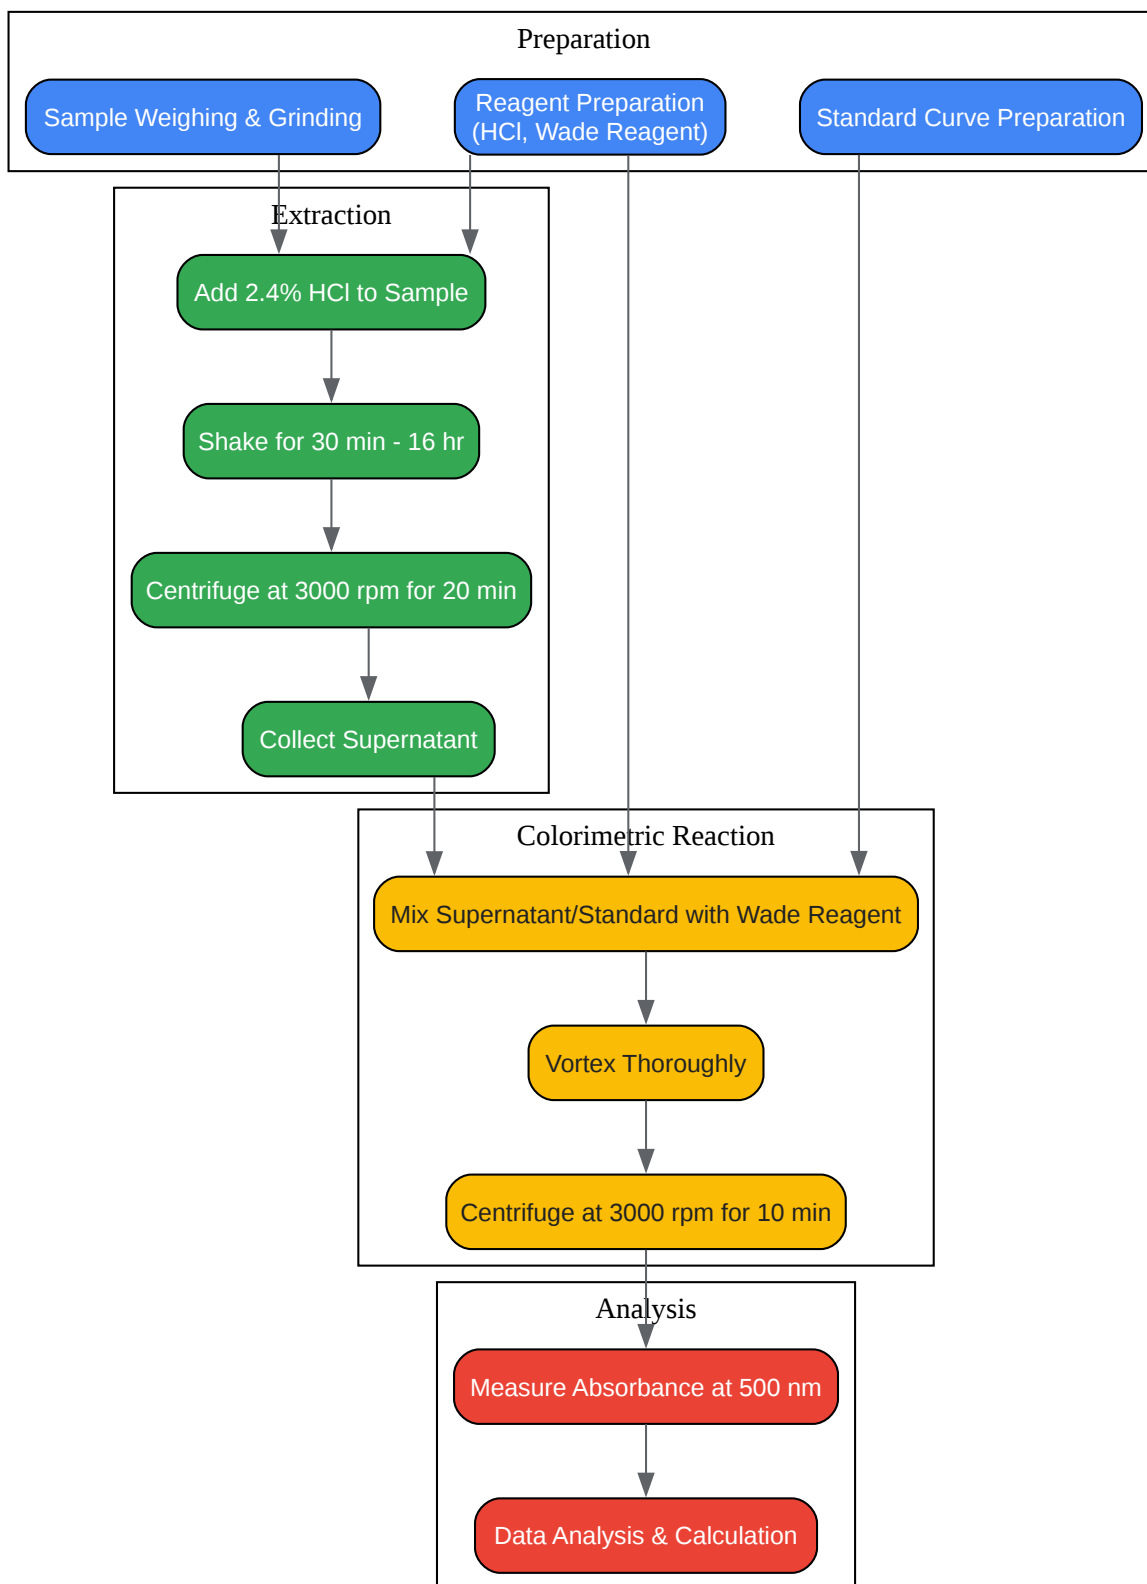 Preparation
Sample Weighing & Grinding
Reagent Preparation
(HCl, Wade Reagent)
Standard Curve Preparation
Extraction
Add 2.4% HCl to Sample
Shake for 30 min - 16 hr
Centrifuge at 3000 rpm for 20 min
Collect Supernatant
Colorimetric Reaction
Mix Supernatant/Standard with Wade Reagent
Vortex Thoroughly
Centrifuge at 3000 rpm for 10 min
Analysis
Measure Absorbance at 500 nm
Data Analysis & Calculation